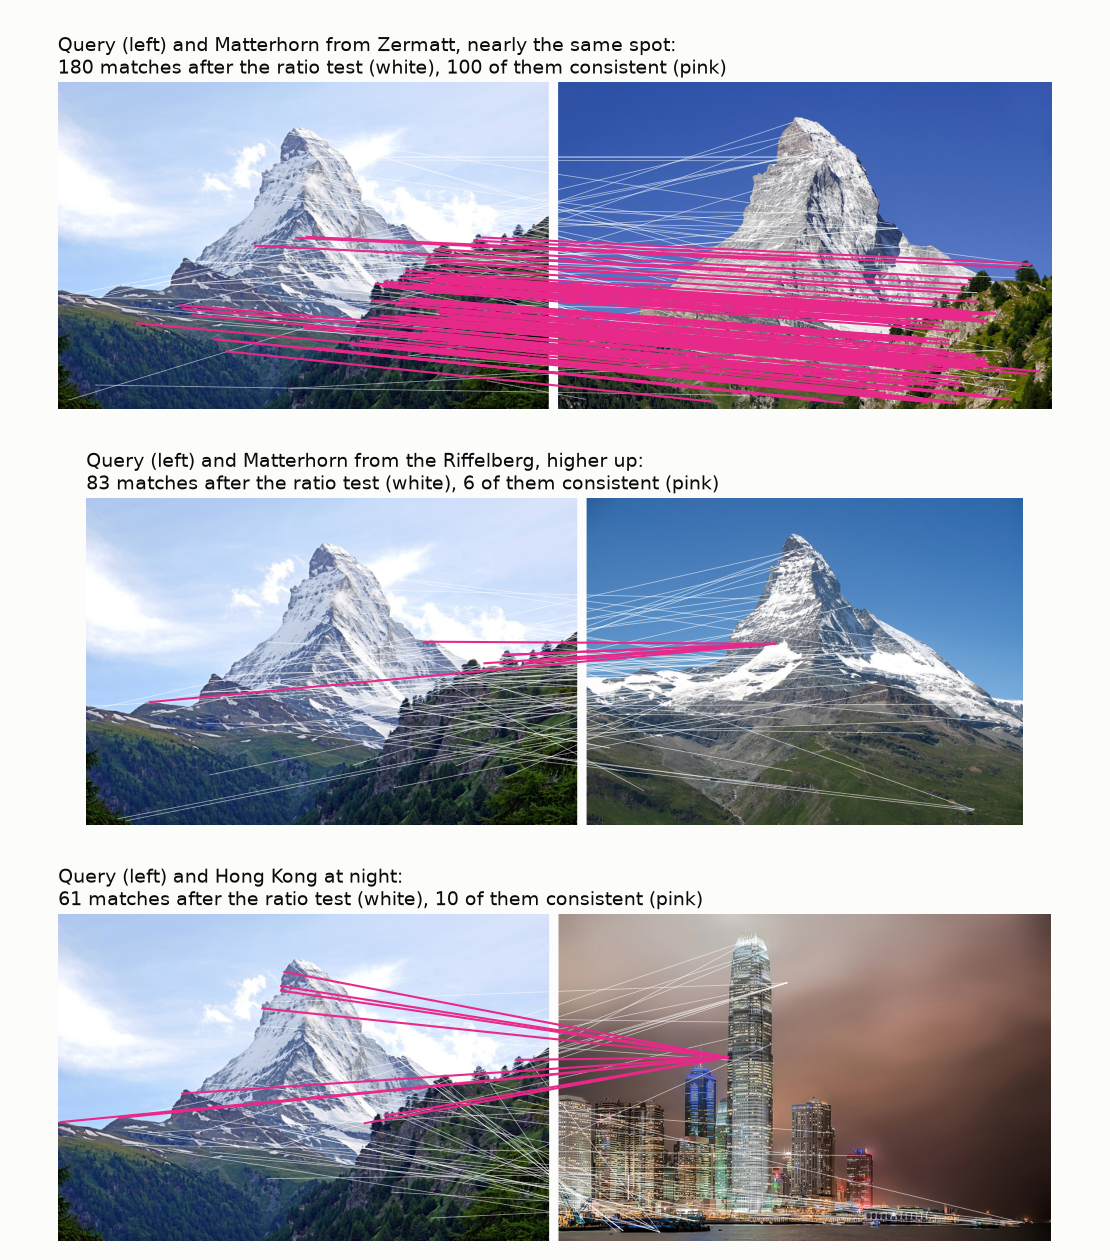 Query (left) and Matterhorn from Zermatt, nearly the same spot:
180 matches after the ratio test (white), 100 of them consistent (pink)
Query (left) and Matterhorn from the Riffelberg, higher up:
83 matches after the ratio test (white), 6 of them consistent (pink)
Query (left) and Hong Kong at night:
61 matches after the ratio test (white), 10 of them consistent (pink)